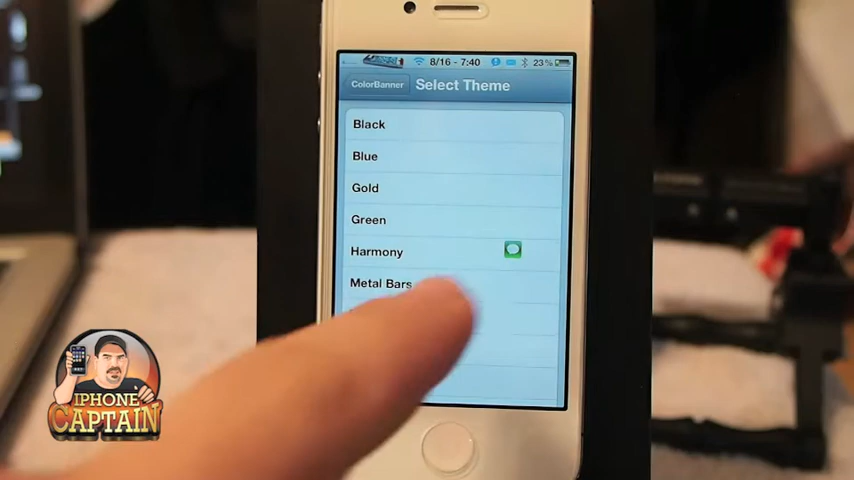 8/16 - 7:40
23%
ColorBanner
Select Theme
Black
Blue
Gold
Green
Harmony
Metal Bars
IPHONE
CAPTAIN